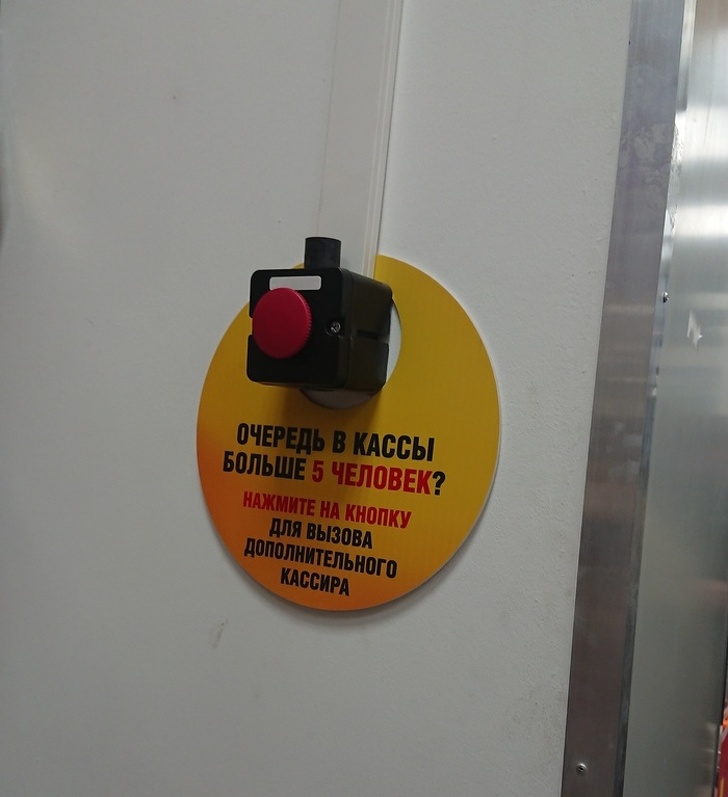 ОЧЕРЕДЬ В КАССЫ
БОЛЬШЕ 5 ЧЕЛОВЕК?
НАЖМИТЕ НА КНОПКУ
ДЛЯ ВЫЗОВА
ДОПОЛНИТЕЛЬНОГО
КАССИРА